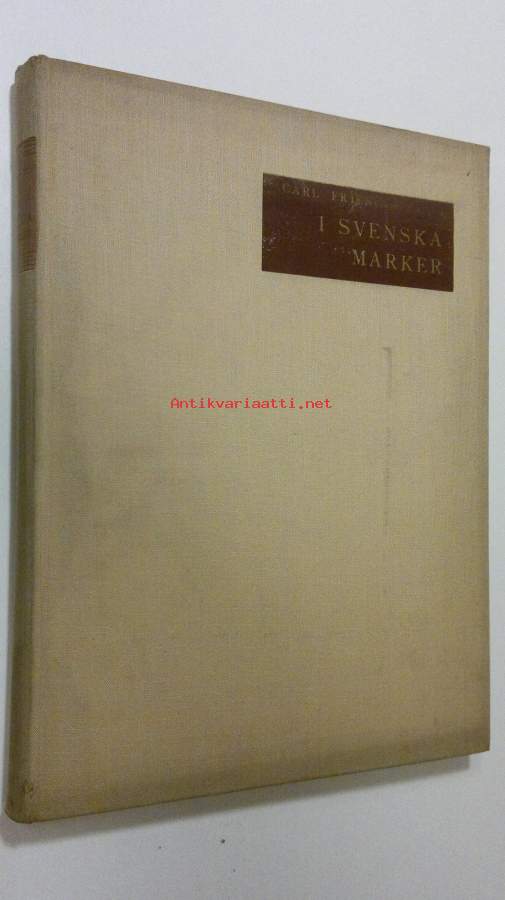 CARL
I SVENSKA
MARKER
Antikvariaatti.net